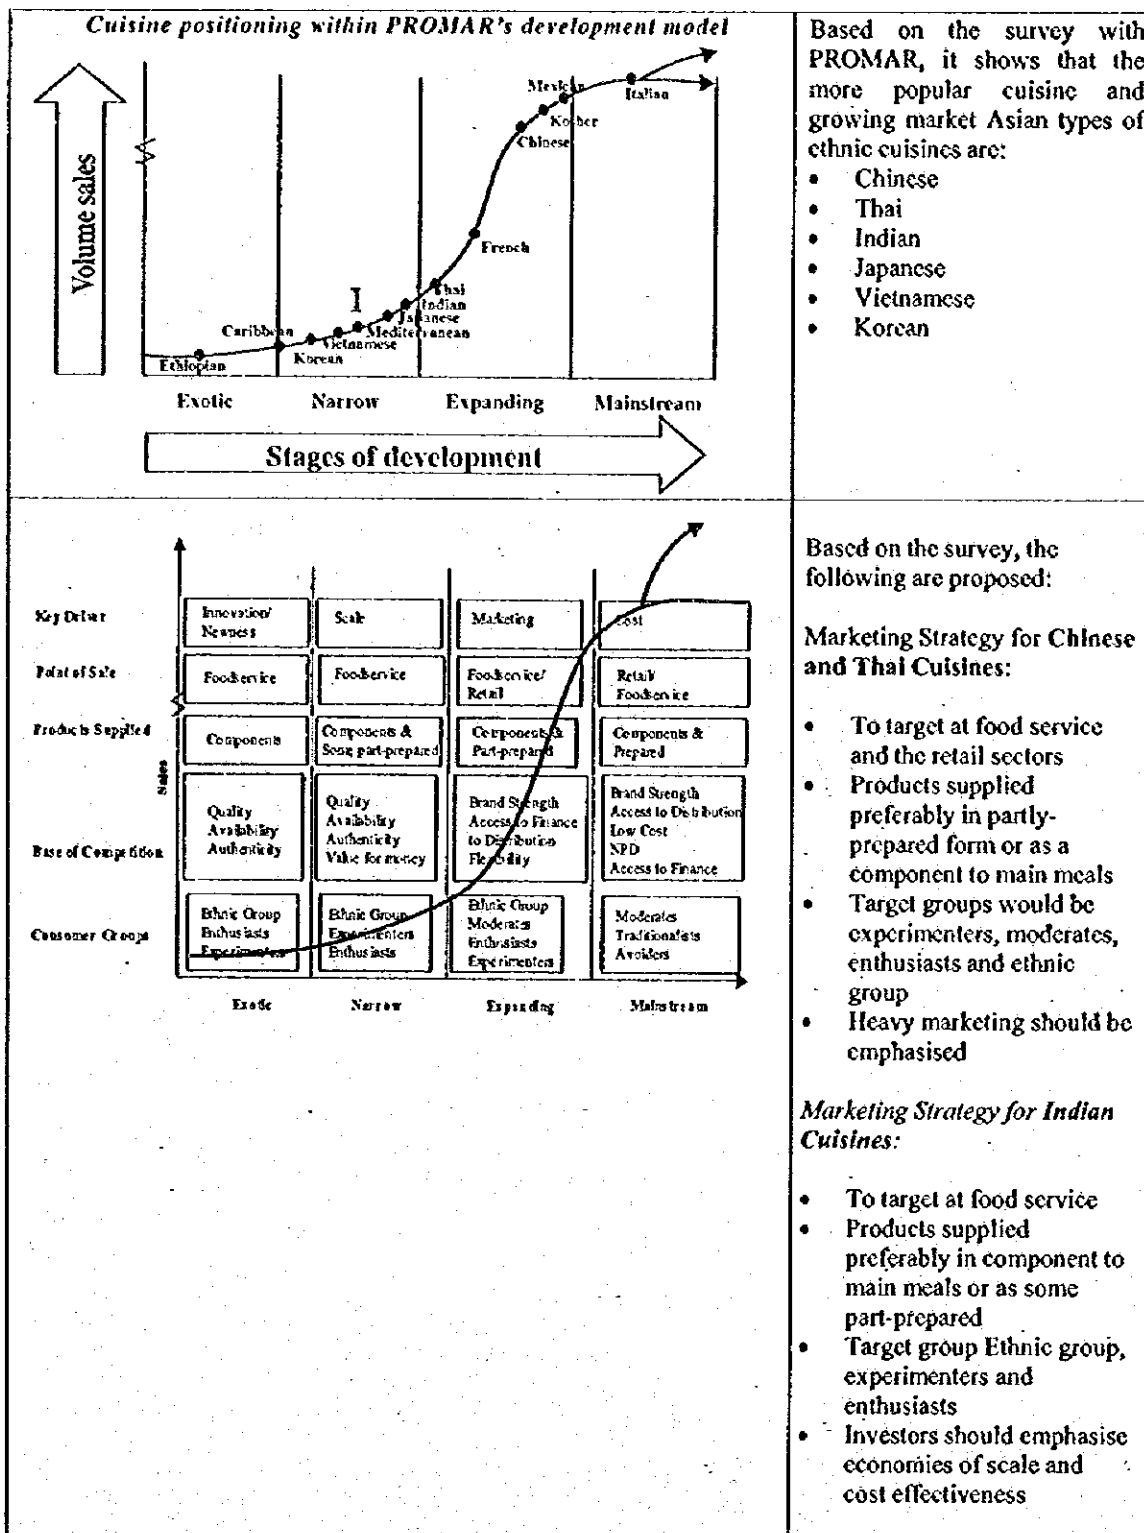 Cuisine positioning within PROMAR's development model
Volume sales
Ethiopian
Caribbean
Korean
Vietnamese
Mediterranean
Japanese
Indian
Thai
French
Chinese
Kosher
Mexican
Italian
Exotic Narrow Expanding Mainstream
Stages of development
Based on the survey with
PROMAR, it shows that the
more popular cuisine and
growing market Asian types of
ethnic cuisines are:
• Chinese
• Thai
• Indian
• Japanese
• Vietnamese
• Korean
Sales
Key Driver
Innovation/
Newness
Scale
Marketing
Cost
Point of Sale
Foodservice
Foodservice
Foodservice/
Retail
Retail/
Foodservice
Products Supplied
Components
Components &
Some part-prepared
Components &
Part-prepared
Components &
Prepared
Base of Competition
Quality
Availability
Authenticity
Quality
Availability
Authenticity
Value for money
Brand Strength
Access to Finance
to Distribution
Flexibility
Brand Strength
Access to Distribution
Low Cost
NPD
Access to Finance
Consumer Groups
Ethnic Group
Enthusiasts
Experimenters
Ethnic Group
Experimenters
Enthusiasts
Ethnic Group
Moderates
Enthusiasts
Experimenters
Moderates
Traditionalists
Avoiders
Exotic Narrow Expanding Mainstream
Based on the survey, the
following are proposed:
Marketing Strategy for Chinese
and Thai Cuisines:
• To target at food service
and the retail sectors
• Products supplied
preferably in partly-
prepared form or as a
component to main meals
• Target groups would be
experimenters, moderates,
enthusiasts and ethnic
group
• Heavy marketing should be
emphasised
Marketing Strategy for Indian
Cuisines:
• To target at food service
• Products supplied
preferably in component to
main meals or as some
part-prepared
• Target group Ethnic group,
experimenters and
enthusiasts
• Investors should emphasise
economies of scale and
cost effectiveness